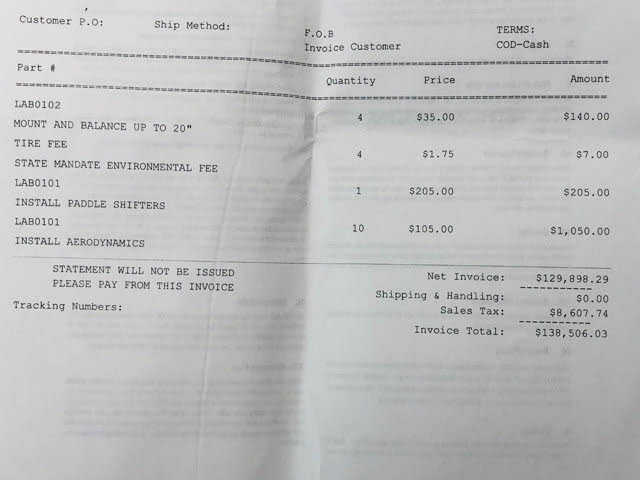 Customer P.O: Ship Method: F.O.B TERMS:
Invoice Customer COD-Cash
Part # Quantity Price Amount
LAB0102
MOUNT AND BALANCE UP TO 20" 4 $35.00 $140.00
TIRE FEE
STATE MANDATE ENVIRONMENTAL FEE 4 $1.75 $7.00
LAB0101
INSTALL PADDLE SHIFTERS 1 $205.00 $205.00
LAB0101
INSTALL AERODYNAMICS 10 $105.00 $1,050.00
STATEMENT WILL NOT BE ISSUED Net Invoice: $129,898.29
PLEASE PAY FROM THIS INVOICE Shipping & Handling: $0.00
Tracking Numbers: Sales Tax: $8,607.74
Invoice Total: $138,506.03